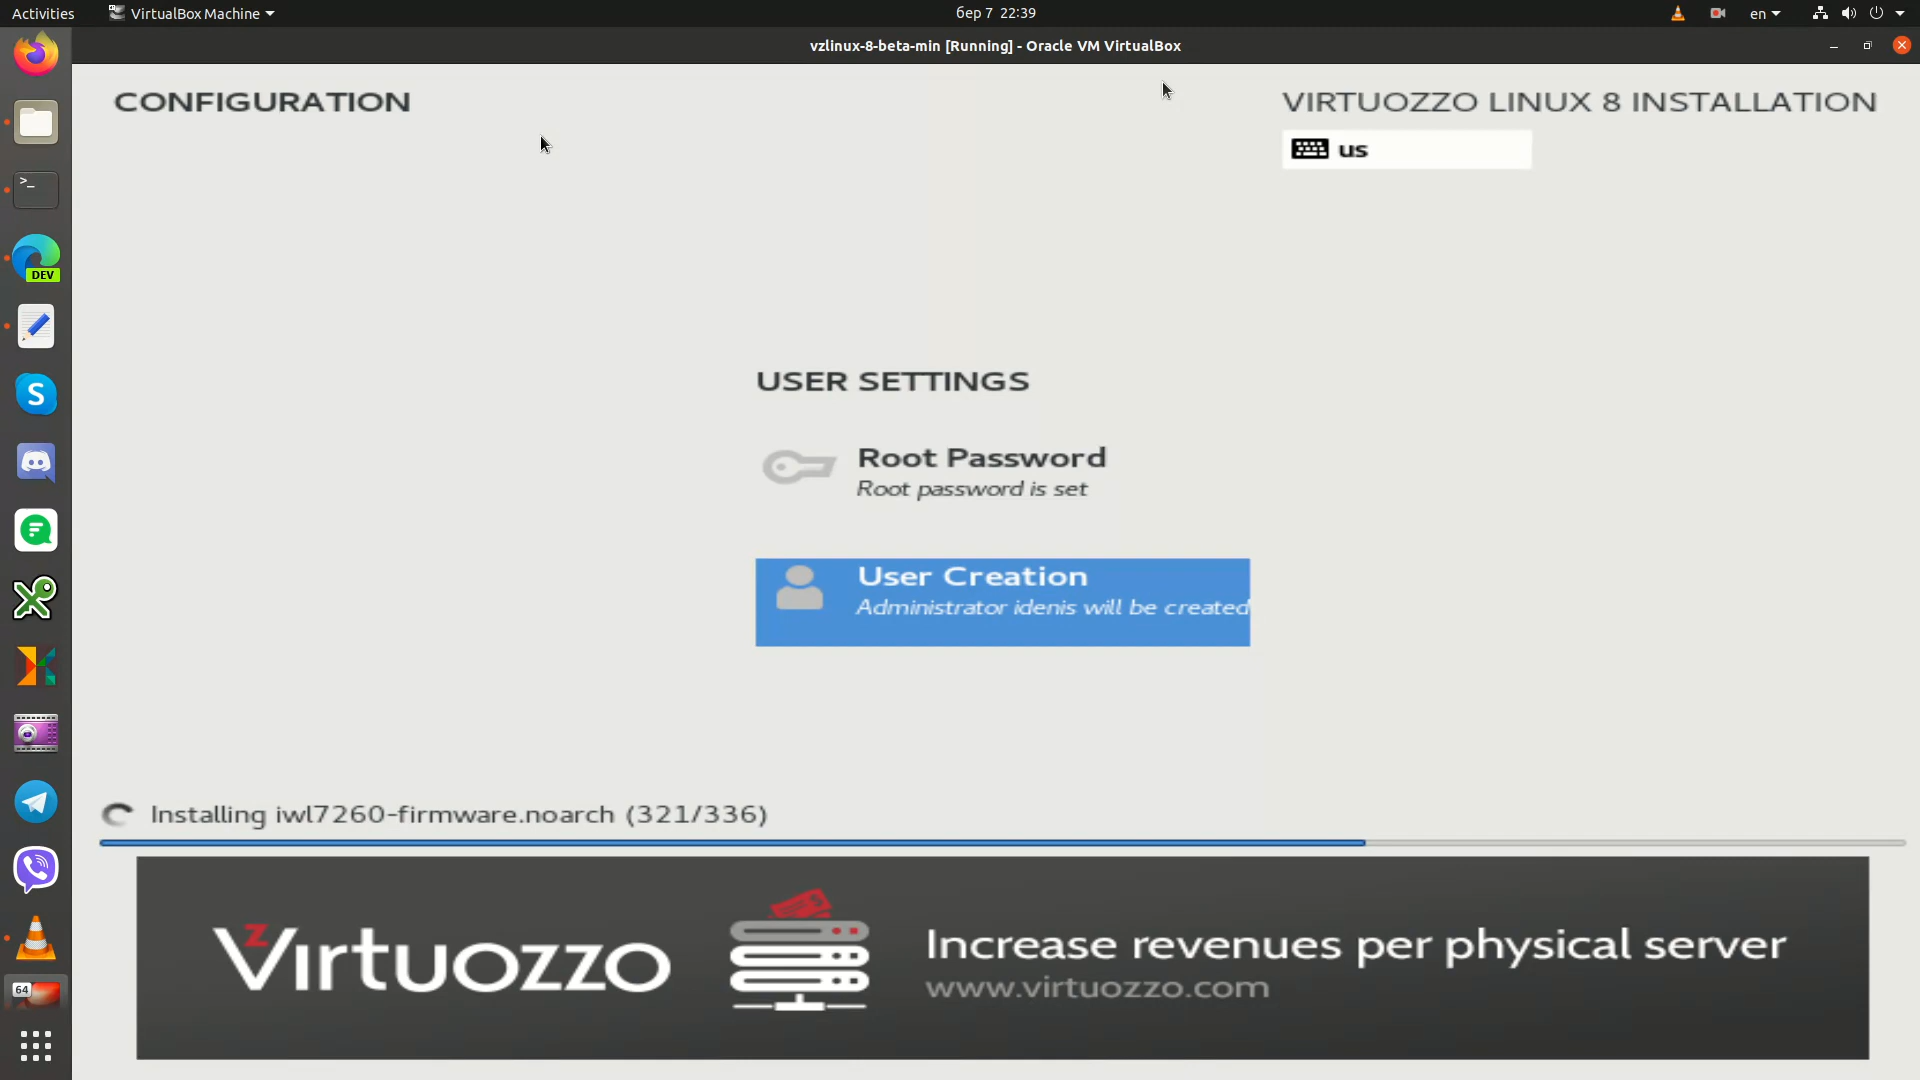 Activities
VirtualBox Machine
бер 7 22:39
en
vzlinux-8-beta-min [Running] - Oracle VM VirtualBox
CONFIGURATION
VIRTUOZZO LINUX 8 INSTALLATION
us
>_
DEV
USER SETTINGS
Root Password
Root password is set
User Creation
Administrator idenis will be created
S
Installing iwl7260-firmware.noarch (321/336)
Virtuozzo
Increase revenues per physical server
www.virtuozzo.com
64